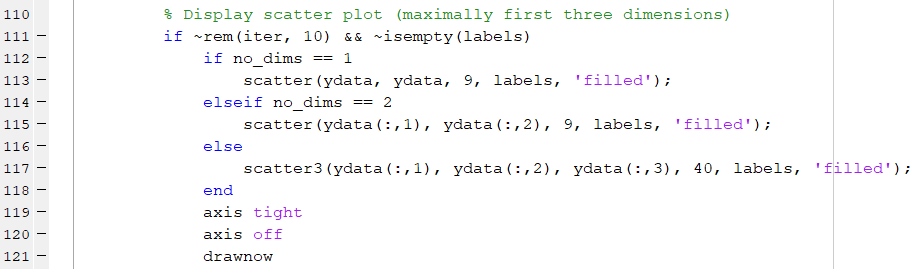 110 % Display scatter plot (maximally first three dimensions)
111 – if ~rem(iter, 10) && ~isempty(labels)
112 – if no_dims == 1
113 – scatter(ydata, ydata, 9, labels, 'filled');
114 – elseif no_dims == 2
115 – scatter(ydata(:,1), ydata(:,2), 9, labels, 'filled');
116 – else
117 – scatter3(ydata(:,1), ydata(:,2), ydata(:,3), 40, labels, 'filled');
118 – end
119 – axis tight
120 – axis off
121 – drawnow